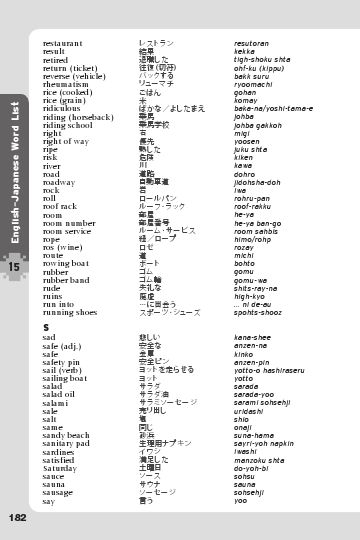 restaurant レストラン resutoran
result 結果 kekka
retired 退職した tigh-shoku shta
return (ticket) 往復(切符) ohf-ku (kippu)
reverse (vehicle) バックする bakk suru
rheumatism リューマチ ryoomachi
rice (cooked) ごはん gohan
rice (grain) 米 komay
ridiculous ばかな／よしたまえ baka-na/yoshi-tama-e
riding (horseback) 乗馬 johba
riding school 乗馬学校 johba gakkoh
right 右 migi
right of way 優先 yoosen
ripe 熟した juku shta
risk 危険 kiken
river 川 kawa
road 道路 dohro
roadway 自動車道 jidohsha-doh
rock 岩 iwa
roll ロールパン rohru-pan
roof rack ルーフ・ラック roof-rakku
room 部屋 he-ya
room number 部屋番号 he-ya ban-go
room service ルーム・サービス room sahbis
rope 紐／ロープ himo/rohp
ros (wine) ロゼ rozay
route 道 michi
rowing boat ボート bohto
rubber ゴム gomu
rubber band ゴム輪 gomu-wa
rude 失礼な shits-ray-na
ruins 廃虚 high-kyo
run into …に出会う ... ni de-au
running shoes スポーツ・シューズ spohts-shooz
S
sad 悲しい kana-shee
safe (adj.) 安全な anzen-na
safe 金庫 kinko
safety pin 安全ピン anzen-pin
sail (verb) ヨットを走らせる yotto-o hashiraseru
sailing boat ヨット yotto
salad サラダ sarada
salad oil サラダ油 sarada-yoo
salami サラミソーセージ sarami sohsehji
sale 売り出し uridashi
salt 塩 shio
same 同じ onaji
sandy beach 砂浜 suna-hama
sanitary pad 生理用ナプキン sayri-yoh napkin
sardines イワシ iwashi
satisfied 満足した manzoku shta
Saturday 土曜日 do-yoh-bi
sauce ソース sohsu
sauna サウナ sauna
sausage ソーセージ sohsehji
say 言う yoo
English–Japanese Word List
15
182